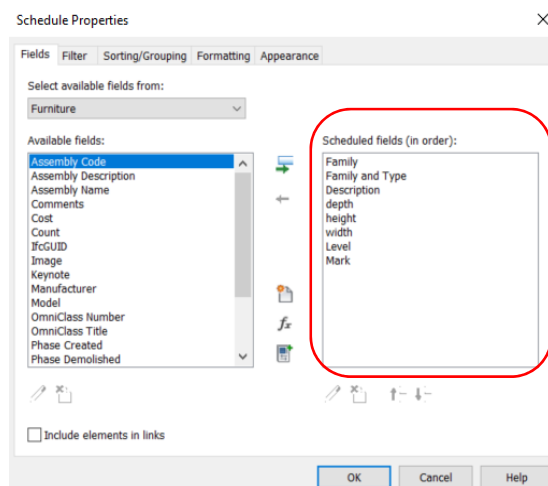 Schedule Properties
Fields Filter Sorting/Grouping Formatting Appearance
Select available fields from:
Furniture
Available fields:
Assembly Code
Assembly Description
Assembly Name
Comments
Cost
Count
IfcGUID
Image
Keynote
Manufacturer
Model
OmniClass Number
OmniClass Title
Phase Created
Phase Demolished
fx
Scheduled fields (in order):
Family
Family and Type
Description
depth
height
width
Level
Mark
Include elements in links
OK Cancel Help